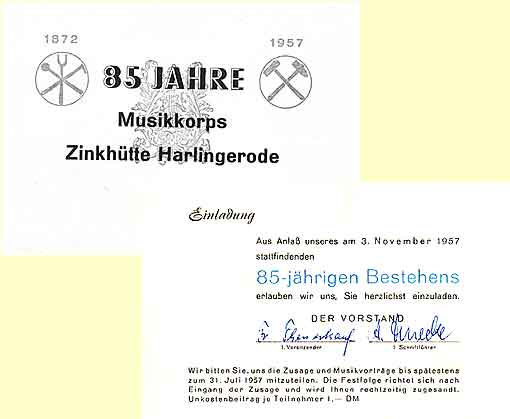 1872 1957
85 JAHRE
Musikkorps
Zinkhütte Harlingerode
Einladung
Aus Anlaß unseres am 3. November 1957
stattfindenden
85-jährigen Bestehens
erlauben wir uns, Sie herzlichst einzuladen.
DER VORSTAND
1. Vorsitzender 1. Schriftführer
Wir bitten Sie, uns die Zusage und Musikvorträge bis spätestens
zum 31. Juli 1957 mitzuteilen. Die Festfolge richtet sich nach
Eingang der Zusage und wird Ihnen rechtzeitig zugesandt.
Unkostenbeitrag je Teilnehmer 1.— DM